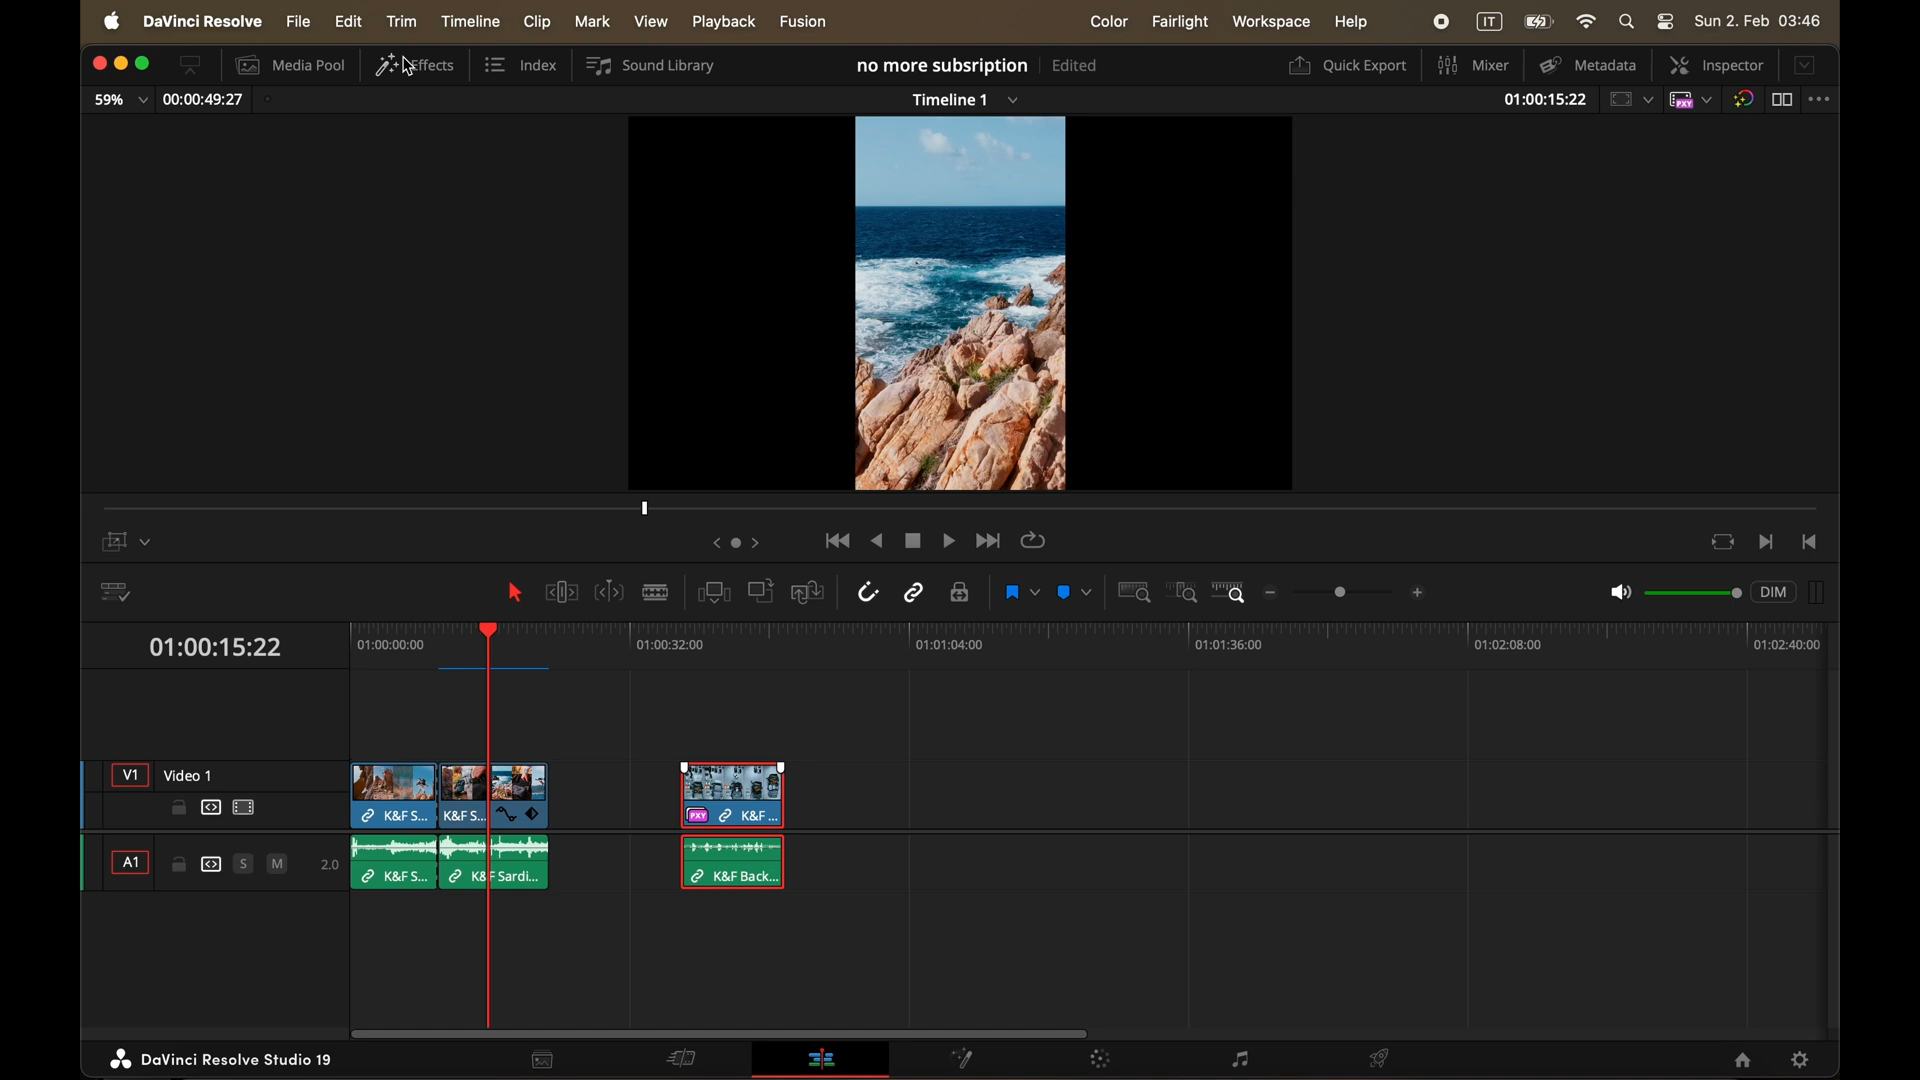 DaVinci Resolve File Edit Trim Timeline Clip Mark View Playback Fusion Color Fairlight Workspace Help IT Sun 2. Feb 03:46
Media Pool Effects Index Sound Library no more subsription Edited Quick Export Mixer Metadata Inspector
59% 00:00:49:27 Timeline 1 01:00:15:22 PXY
DIM
01:00:15:22 01:00:00:00 01:00:32:00 01:01:04:00 01:01:36:00 01:02:08:00 01:02:40:00
V1 Video 1
K&F S... K&F S... PXY K&F ...
A1 S M 2.0
K&F S... K&F Sardi... K&F Back...
DaVinci Resolve Studio 19